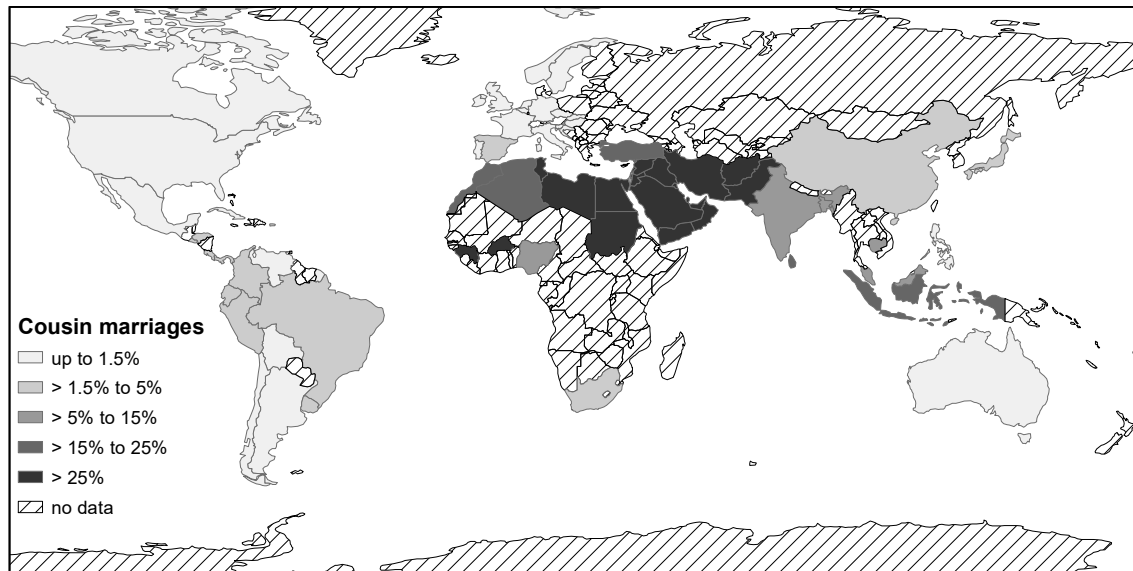 Cousin marriages
up to 1.5%
> 1.5% to 5%
> 5% to 15%
> 15% to 25%
> 25%
no data